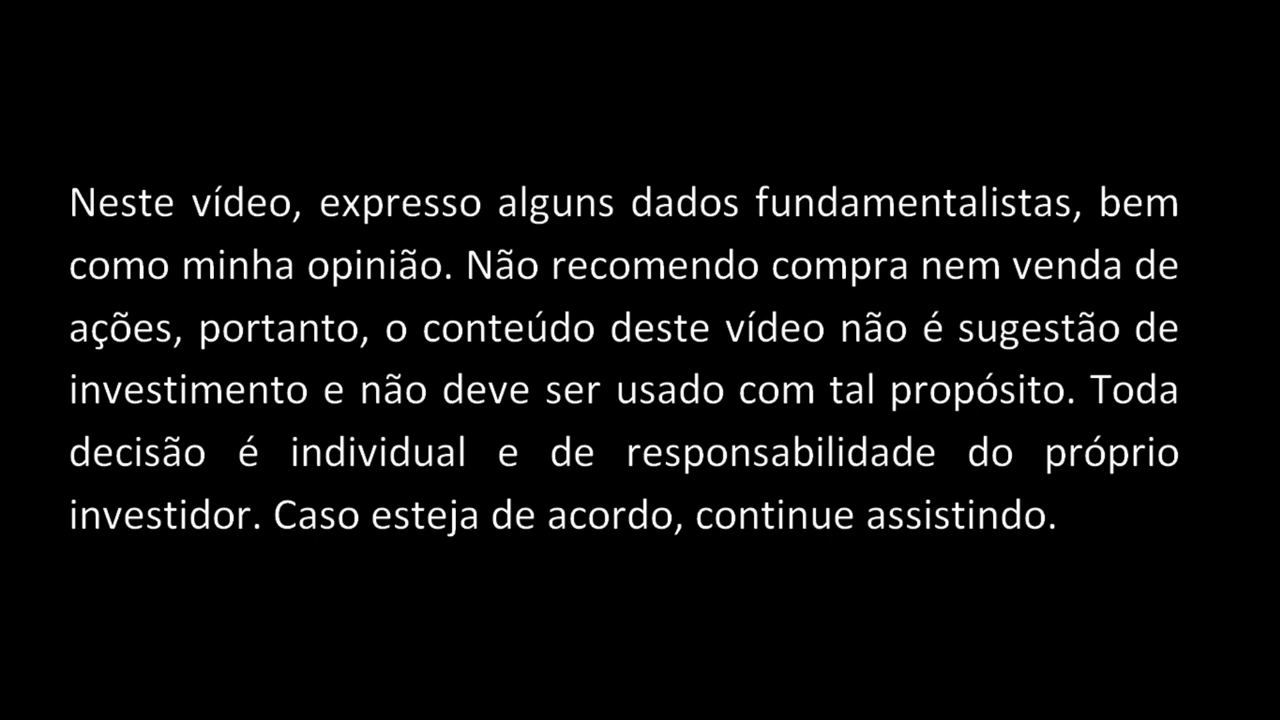 Neste vídeo, expresso alguns dados fundamentalistas, bem
como minha opinião. Não recomendo compra nem venda de
ações, portanto, o conteúdo deste vídeo não é sugestão de
investimento e não deve ser usado com tal propósito. Toda
decisão é individual e de responsabilidade do próprio
investidor. Caso esteja de acordo, continue assistindo.